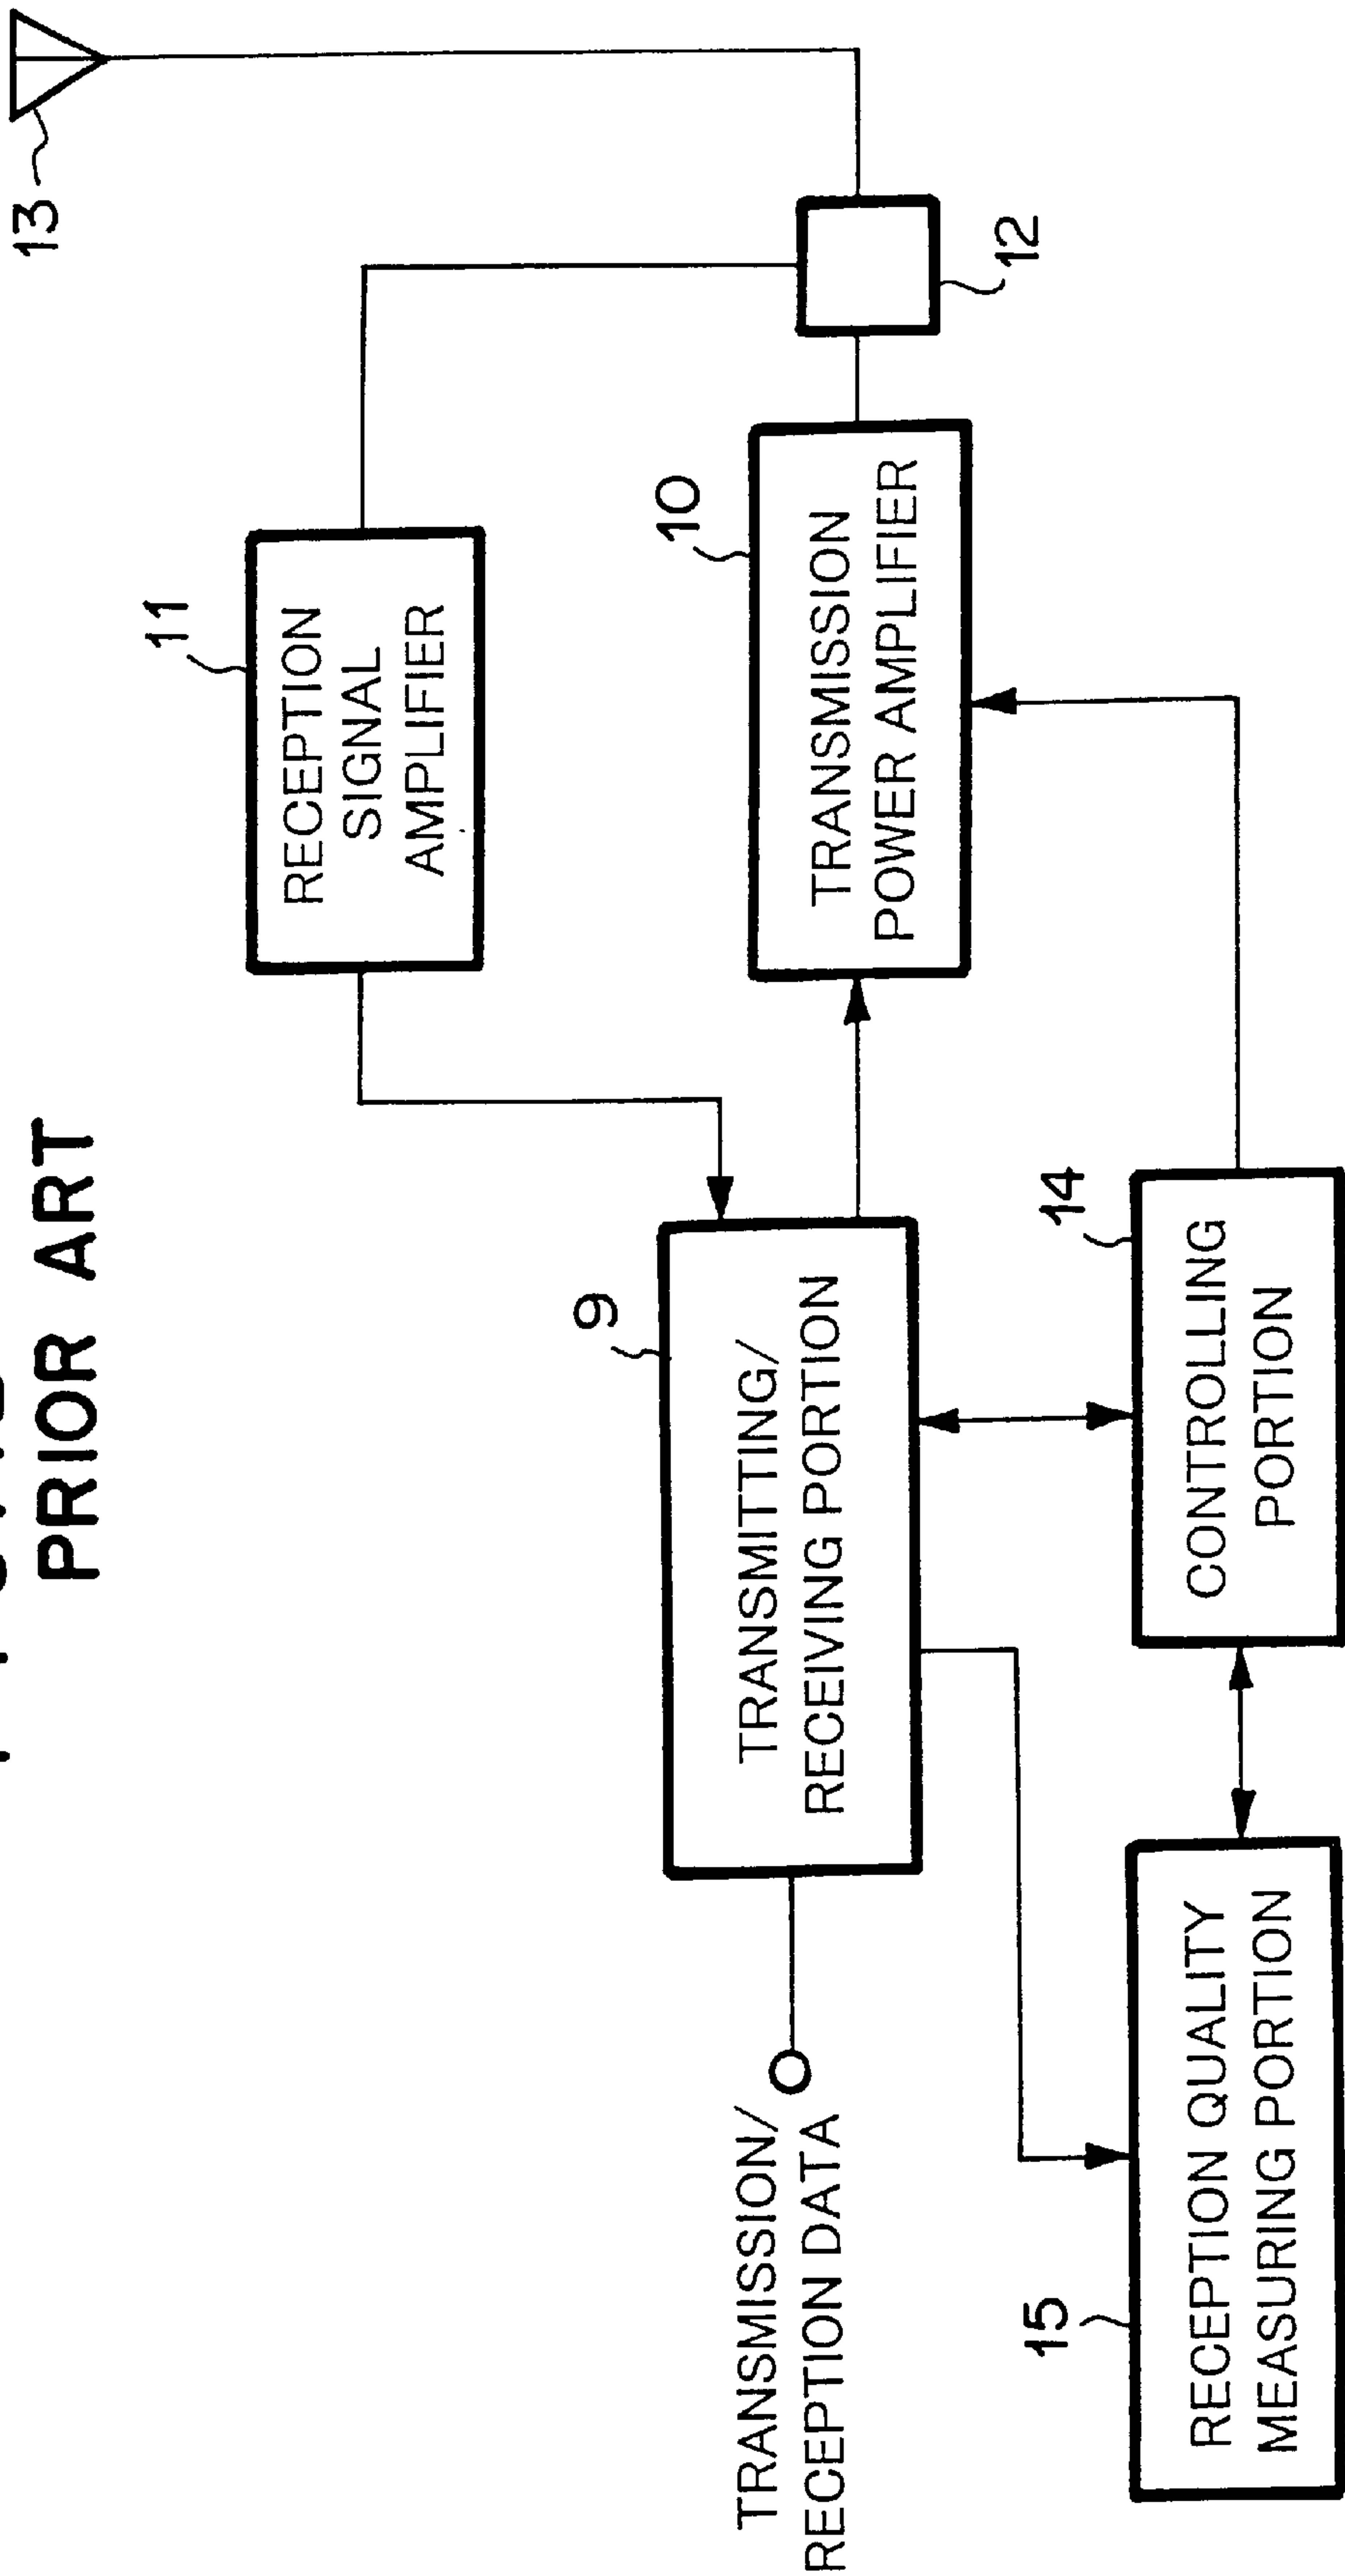 PRIOR ART
13
11
RECEPTION
SIGNAL
AMPLIFIER
10
TRANSMISSION
POWER AMPLIFIER
12
9
TRANSMITTING/
RECEIVING PORTION
TRANSMISSION/
RECEPTION DATA
14
CONTROLLING
PORTION
15
RECEPTION QUALITY
MEASURING PORTION